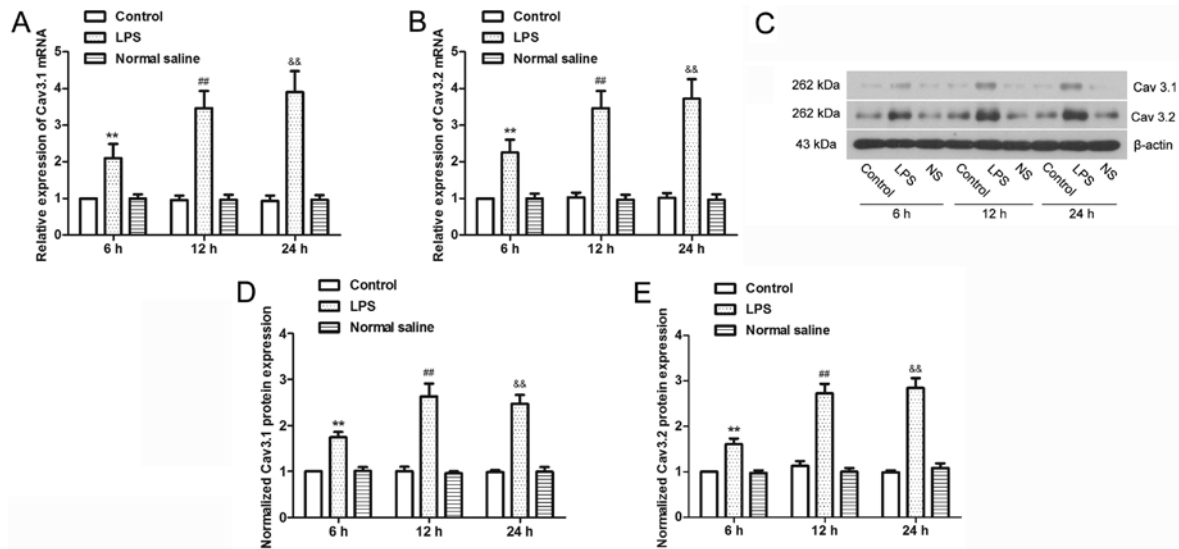 A
Control
LPS
Normal saline
Relative expression of Cav3.1 mRNA
5
4
3
2
1
0
**
##
&&
6 h 12 h 24 h
B
Control
LPS
Normal saline
Relative expression of Cav3.2 mRNA
5
4
3
2
1
0
**
##
&&
6 h 12 h 24 h
C
262 kDa Cav 3.1
262 kDa Cav 3.2
43 kDa β-actin
Control LPS NS Control LPS NS Control LPS NS
6 h 12 h 24 h
D
Control
LPS
Normal saline
Normalized Cav3.1 protein expression
4
3
2
1
0
**
##
&&
6 h 12 h 24 h
E
Control
LPS
Normal saline
Normalized Cav3.2 protein expression
4
3
2
1
0
**
##
&&
6 h 12 h 24 h